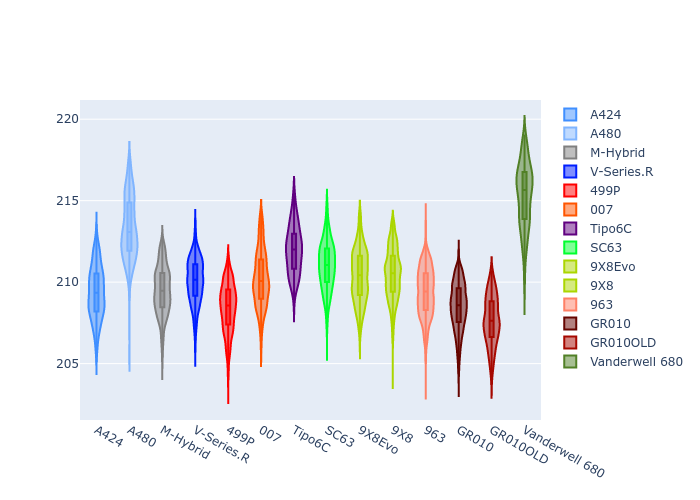 220
215
210
205
A424
A480
M-Hybrid
V-Series.R
499P
007
Tipo6C
SC63
9X8Evo
9X8
963
GR010
GR010OLD
Vanderwell 680
A424
A480
M-Hybrid
V-Series.R
499P
007
Tipo6C
SC63
9X8Evo
9X8
963
GR010
GR010OLD
Vanderwell 680